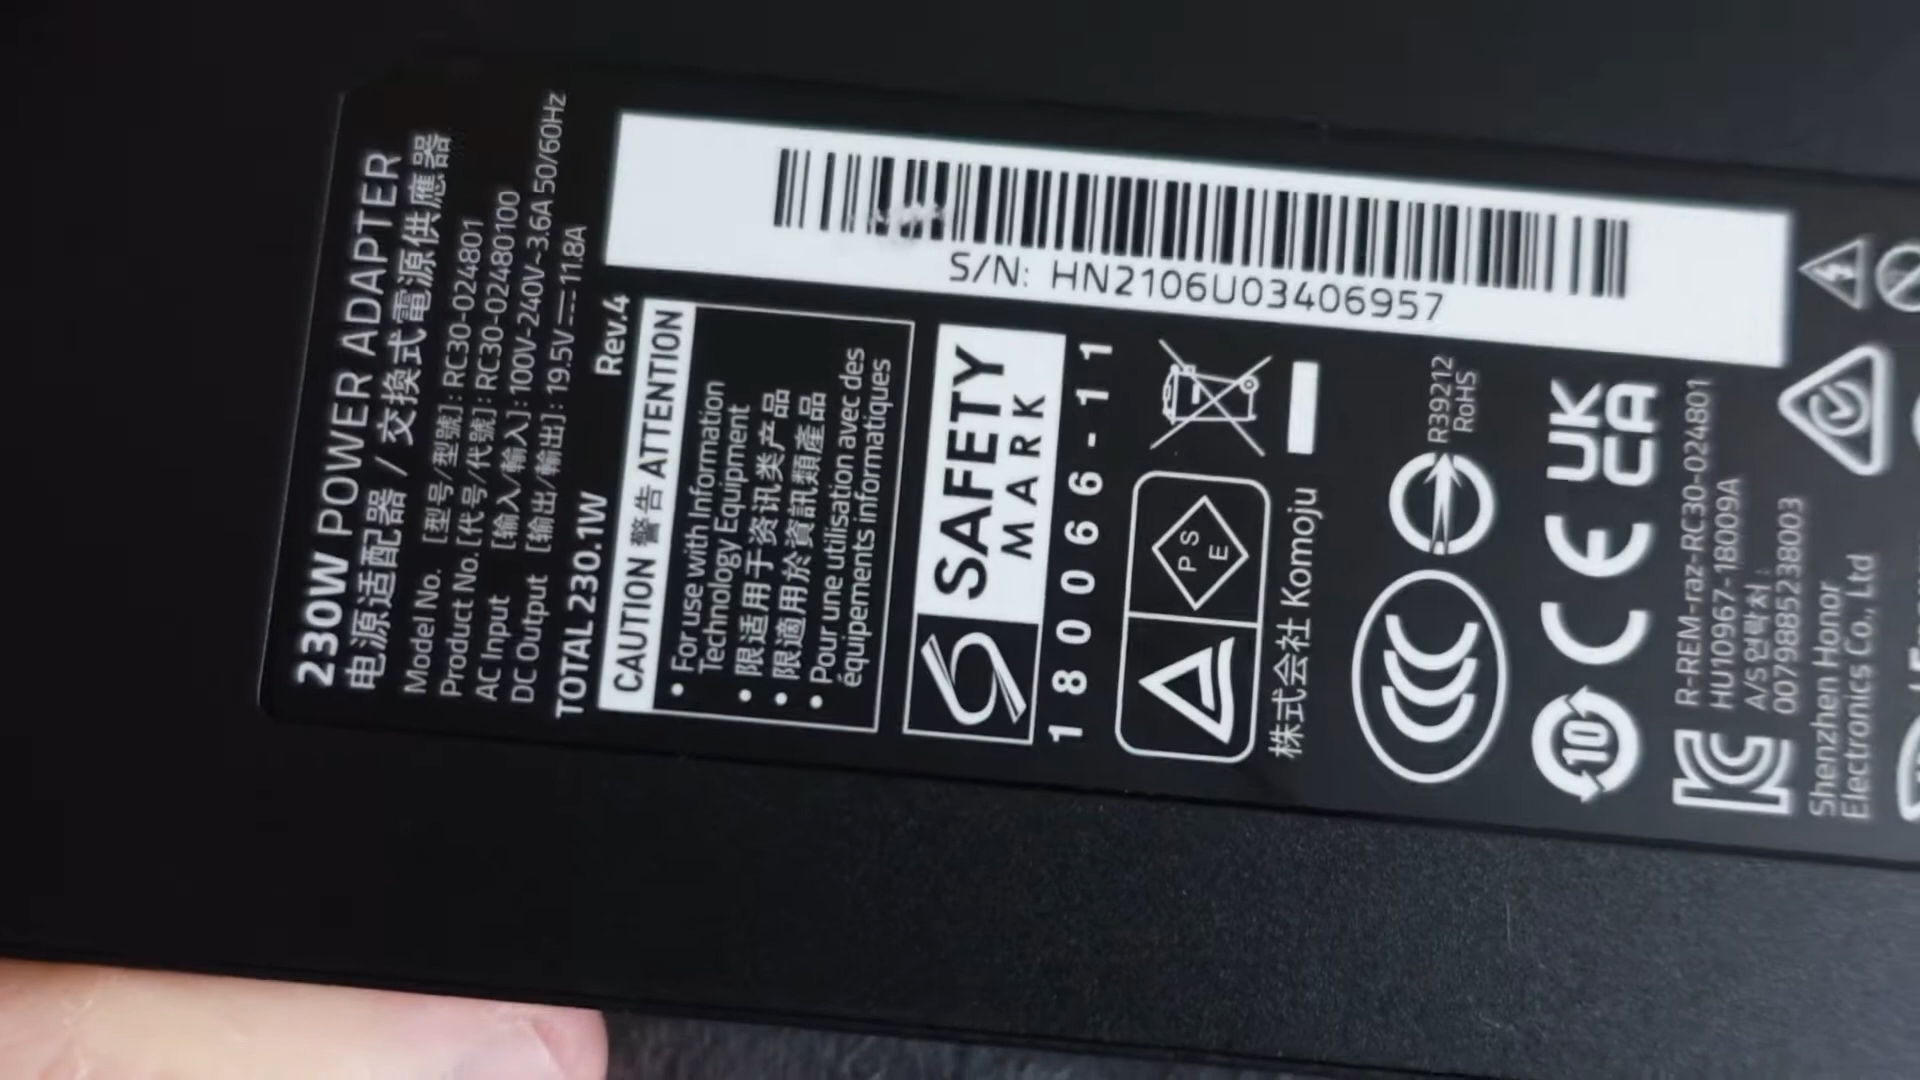 230W POWER ADAPTER
电源适配器 / 交換式電源供應器
Model No. [型号/型號]: RC30-024801
Product No. [代号/代號]: RC30-02480100
AC Input [输入/輸入]: 100V-240V~3.6A 50/60Hz
DC Output [输出/輸出]: 19.5V 11.8A
TOTAL 230.1W Rev.4
CAUTION 警告 ATTENTION
• For use with Information
Technology Equipment
• 限适用于资讯类产品
• 限適用於資訊類產品
• Pour une utilisation avec des
équipements informatiques
S/N: HN2106U03406957
SAFETY
MARK
180066-11
PS
E
株式会社 Komoju
R39212
RoHS
UK
CA
CE
10
R-REM-raz-RC30-024801
HU10967-18009A
A/S연락처:
0079885238003
Shenzhen Honor
Electronics Co., Ltd